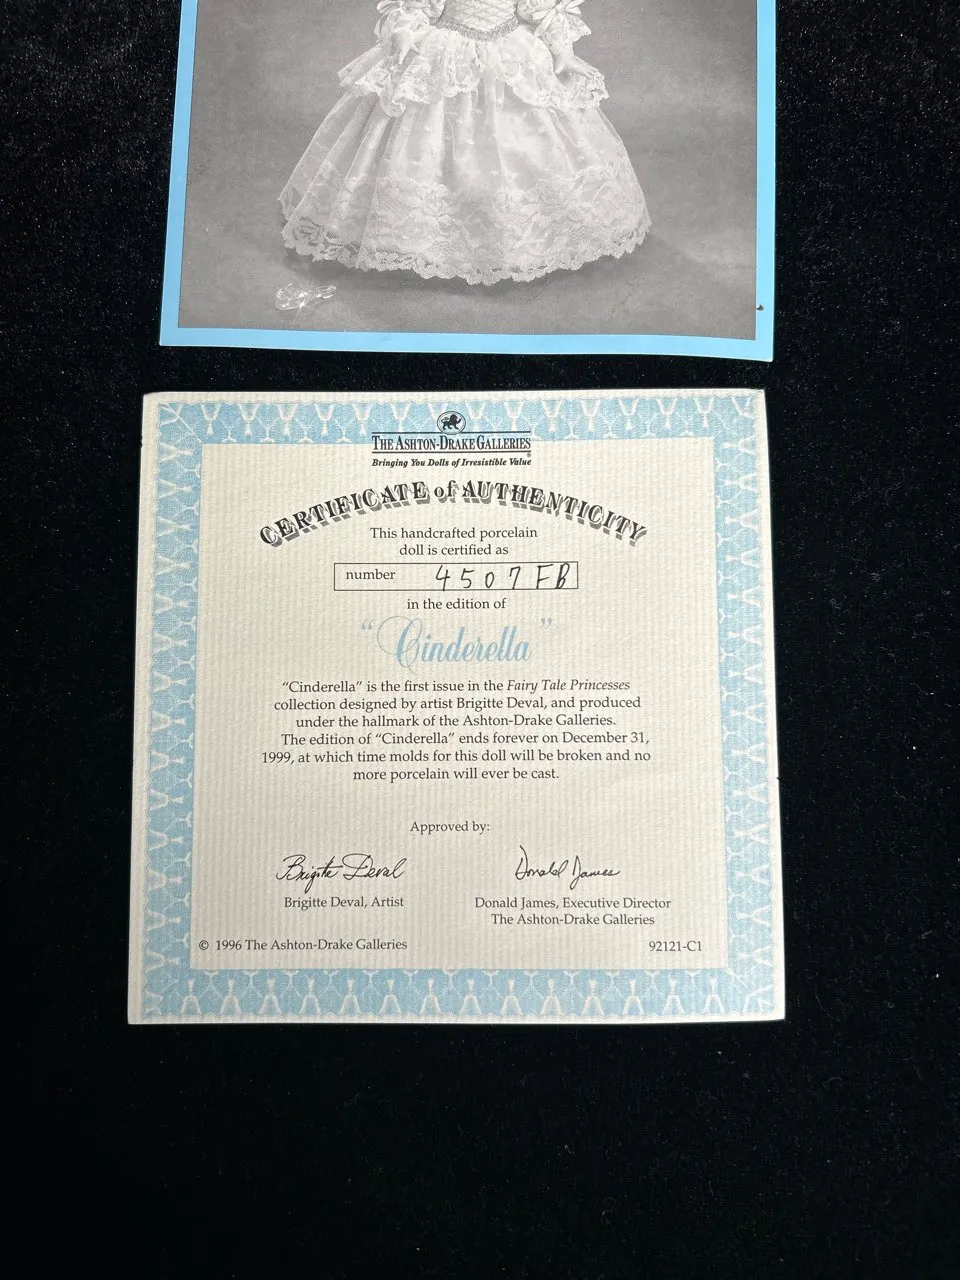 THE ASHTON-DRAKE GALLERIES
Bringing You Dolls of Irresistible Value®
CERTIFICATE of AUTHENTICITY
This handcrafted porcelain
doll is certified as
number 4507FB
in the edition of
“Cinderella”
“Cinderella” is the first issue in the Fairy Tale Princesses
collection designed by artist Brigitte Deval, and produced
under the hallmark of the Ashton-Drake Galleries.
The edition of “Cinderella” ends forever on December 31,
1999, at which time molds for this doll will be broken and no
more porcelain will ever be cast.
Approved by:
Brigitte Deval Donald James
Brigitte Deval, Artist Donald James, Executive Director
The Ashton-Drake Galleries
© 1996 The Ashton-Drake Galleries 92121-C1